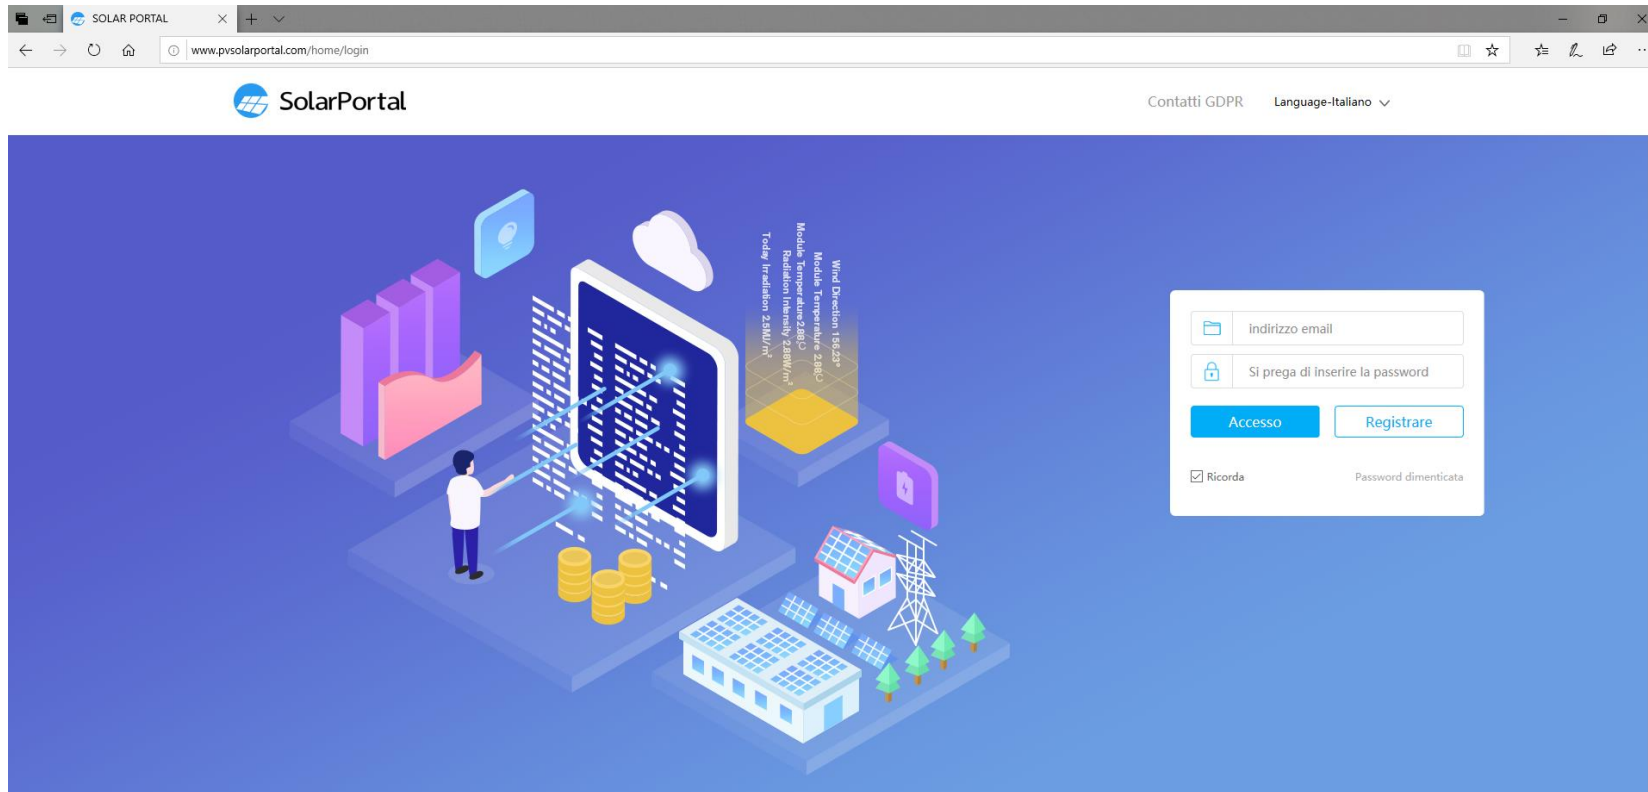 SOLAR PORTAL
www.pvsolarportal.com/home/login
SolarPortal
Contatti GDPR
Language-Italiano
Wind Direction 156.23°
Module Temperature 2.88℃
Module Temperature2.88℃
Radiation Intensity 2.88W/m²
Today Irradiation 2.5MJ/m²
indirizzo email
Si prega di inserire la password
Accesso
Registrare
Ricorda
Password dimenticata